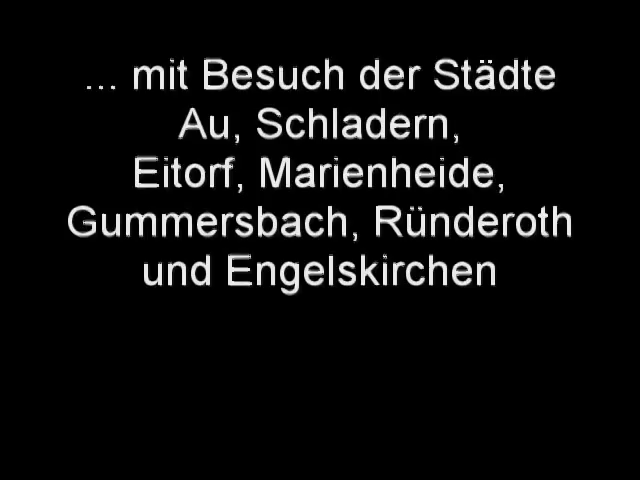 ... mit Besuch der Städte
Au, Schladern,
Eitorf, Marienheide,
Gummersbach, Ründeroth
und Engelskirchen